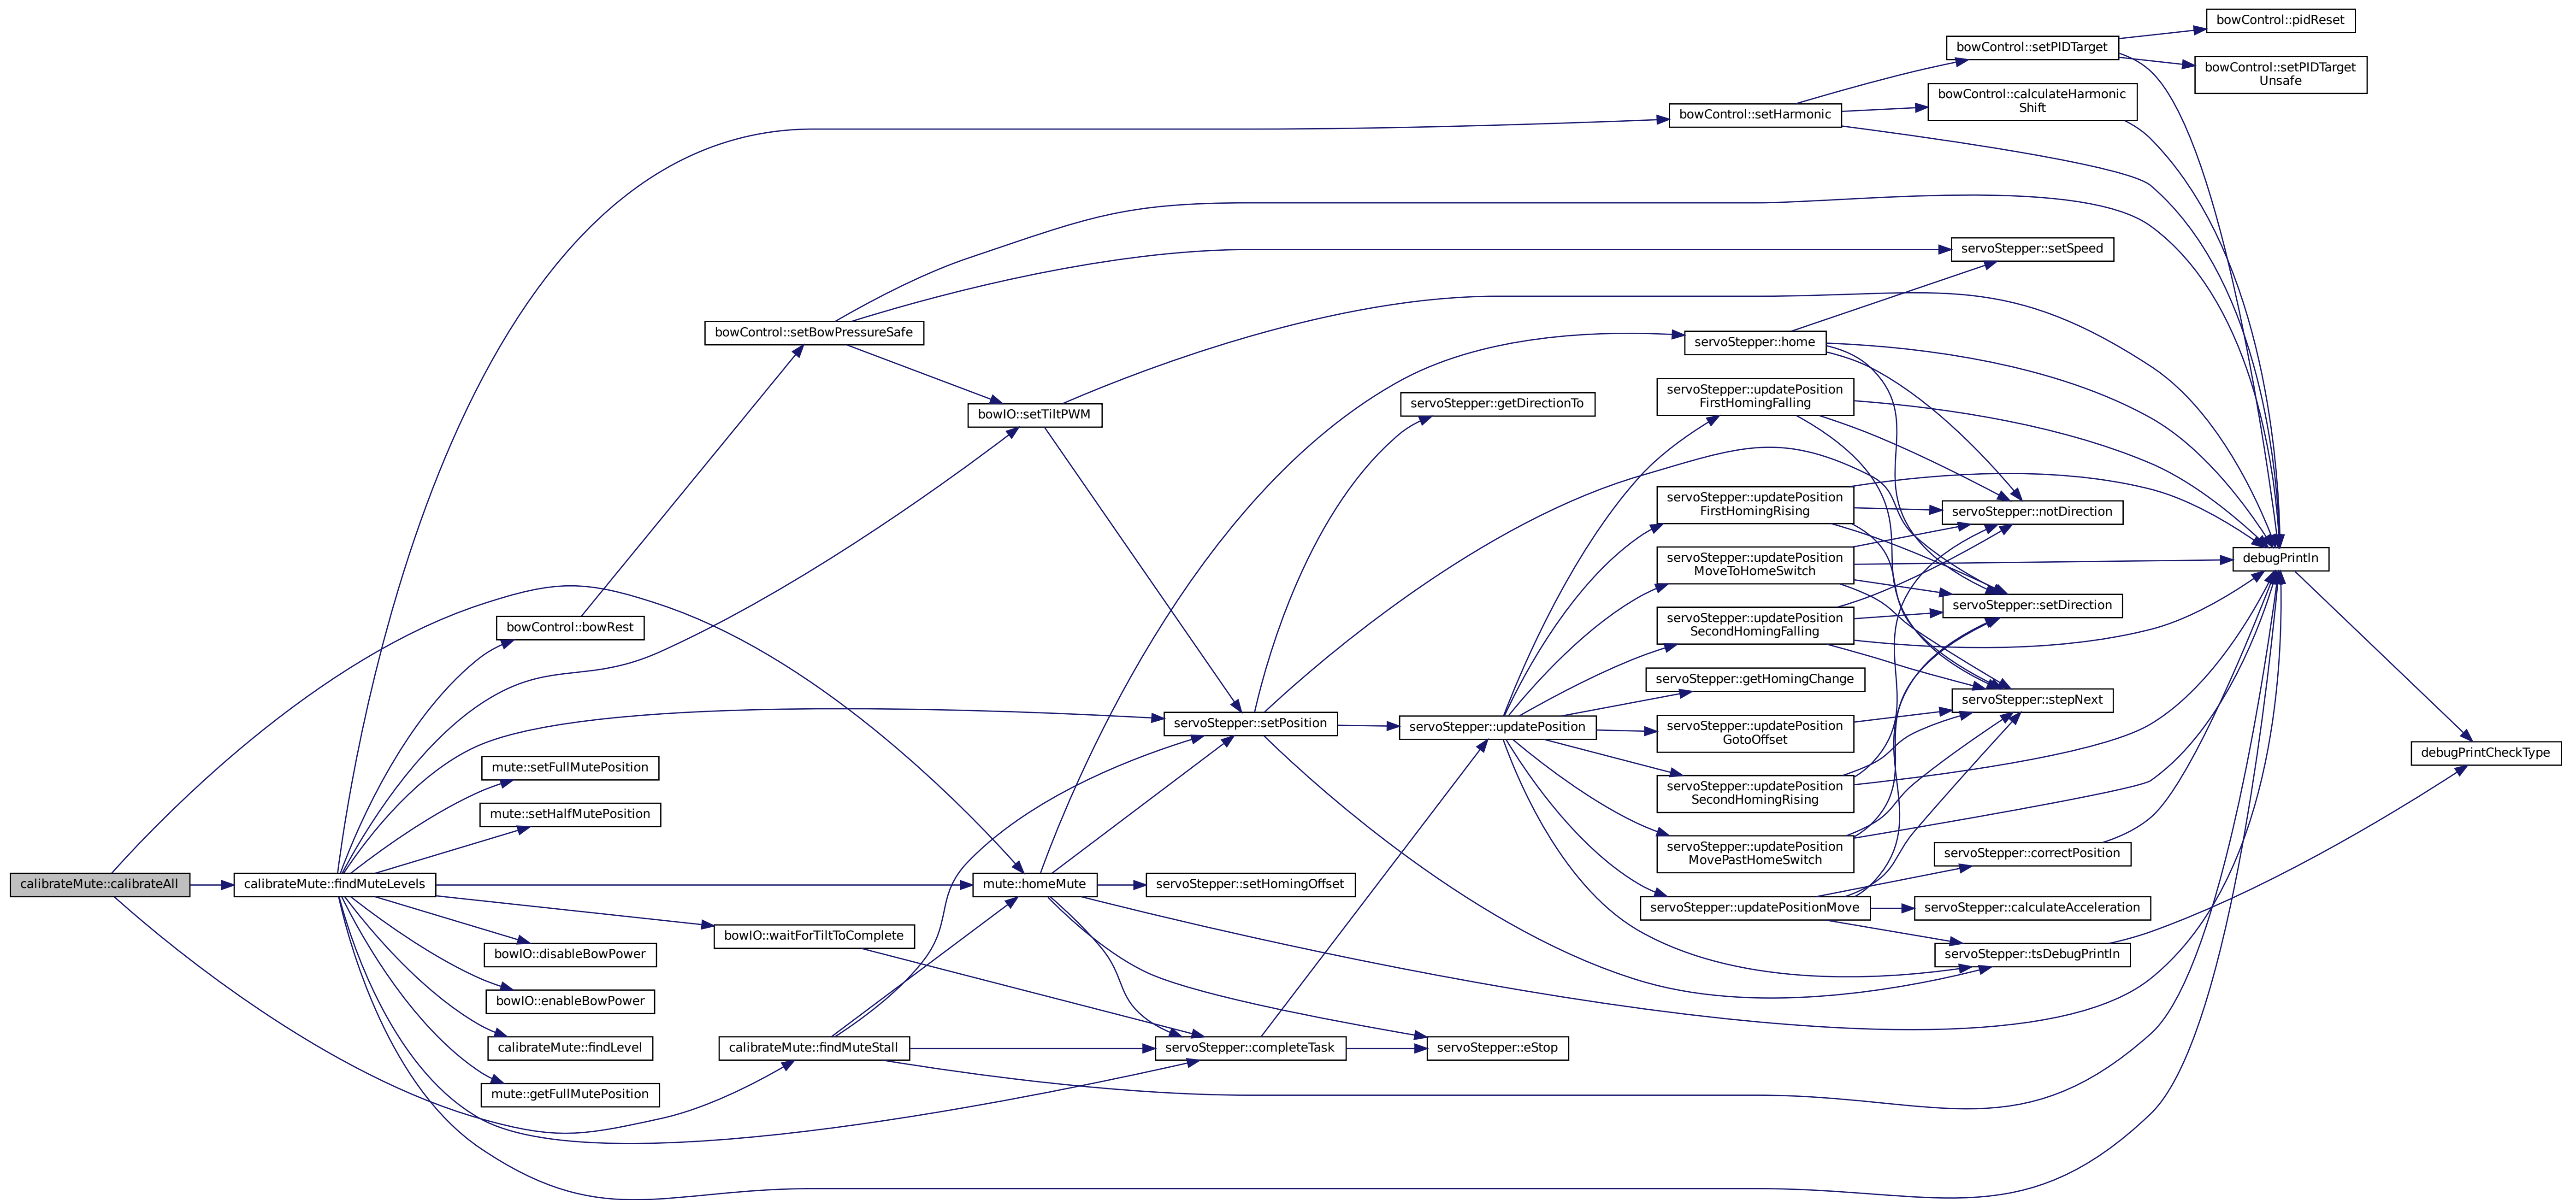 bowControl::pidReset
bowControl::setPIDTarget
bowControl::setPIDTarget
Unsafe
bowControl::calculateHarmonic
Shift
bowControl::setHarmonic
servoStepper::setSpeed
bowControl::setBowPressureSafe
servoStepper::home
servoStepper::updatePosition
FirstHomingFalling
servoStepper::getDirectionTo
bowIO::setTiltPWM
servoStepper::updatePosition
FirstHomingRising
servoStepper::notDirection
servoStepper::updatePosition
MoveToHomeSwitch
debugPrintln
servoStepper::setDirection
servoStepper::updatePosition
SecondHomingFalling
bowControl::bowRest
servoStepper::getHomingChange
servoStepper::stepNext
servoStepper::setPosition
servoStepper::updatePosition
servoStepper::updatePosition
GotoOffset
debugPrintCheckType
mute::setFullMutePosition
servoStepper::updatePosition
SecondHomingRising
mute::setHalfMutePosition
servoStepper::updatePosition
MovePastHomeSwitch
servoStepper::correctPosition
calibrateMute::calibrateAll
calibrateMute::findMuteLevels
mute::homeMute
servoStepper::setHomingOffset
servoStepper::updatePositionMove
servoStepper::calculateAcceleration
bowIO::waitForTiltToComplete
bowIO::disableBowPower
servoStepper::tsDebugPrintln
bowIO::enableBowPower
calibrateMute::findLevel
calibrateMute::findMuteStall
servoStepper::completeTask
servoStepper::eStop
mute::getFullMutePosition